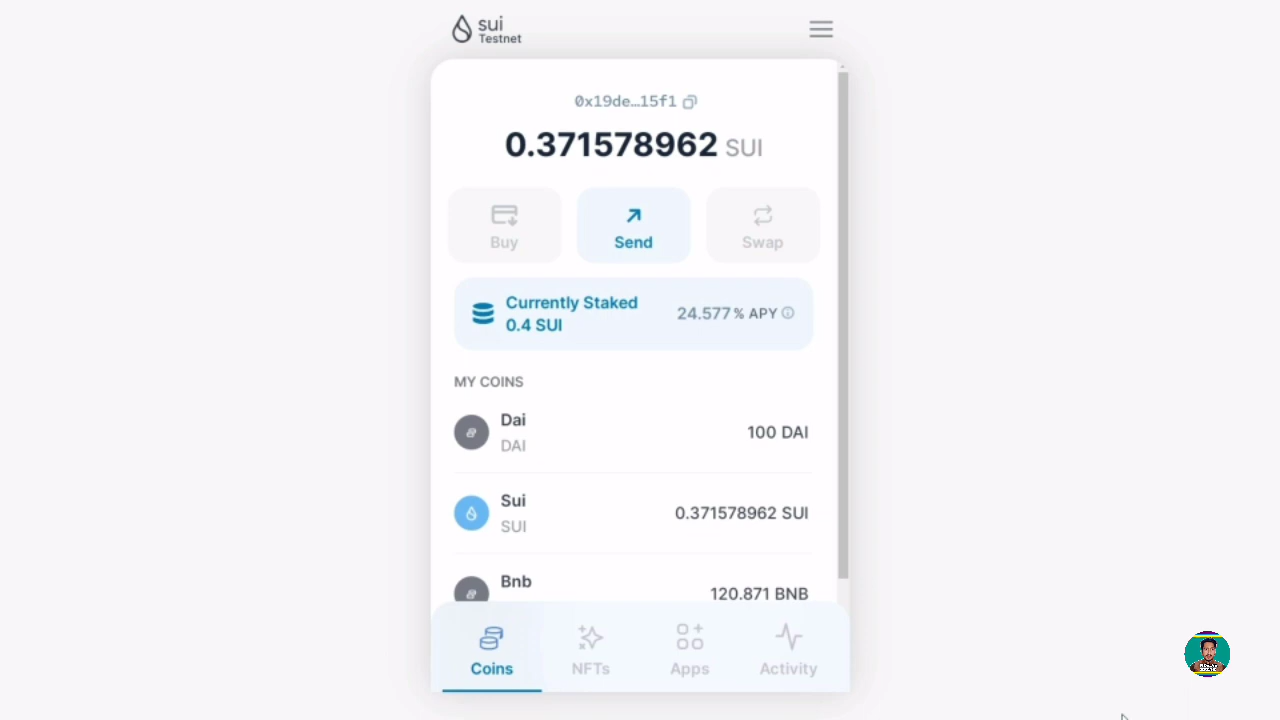 sui
Testnet
0x19de...15f1
0.371578962 SUI
Buy
Send
Swap
Currently Staked
0.4 SUI
24.577% APY
MY COINS
Dai
DAI
100 DAI
Sui
SUI
0.371578962 SUI
Bnb
120.871 BNB
Coins
NFTs
Apps
Activity